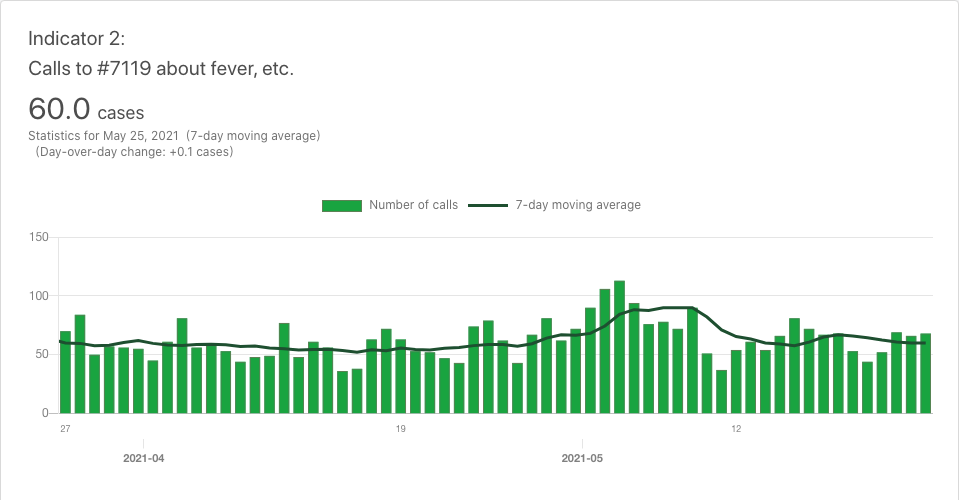 Indicator 2:
Calls to #7119 about fever, etc.
60.0 cases
Statistics for May 25, 2021 (7-day moving average)
(Day-over-day change: +0.1 cases)
Number of calls 7-day moving average
150
100
50
0
27 19 12
2021-04 2021-05